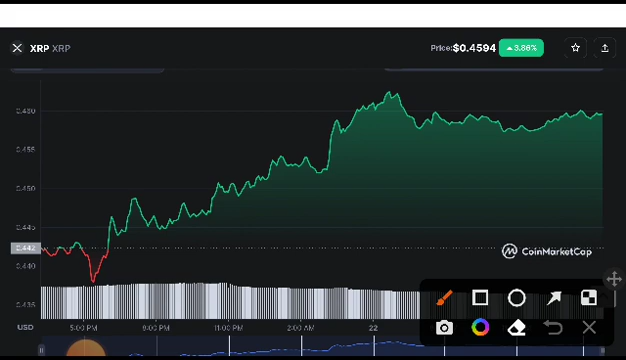 XRP XRP Price: $0.4594 3.86%
0.460
0.455
0.450
0.445
0.442
CoinMarketCap
0.440
0.435
USD 5:00 PM 8:00 PM 11:00 PM 2:00 AM 22